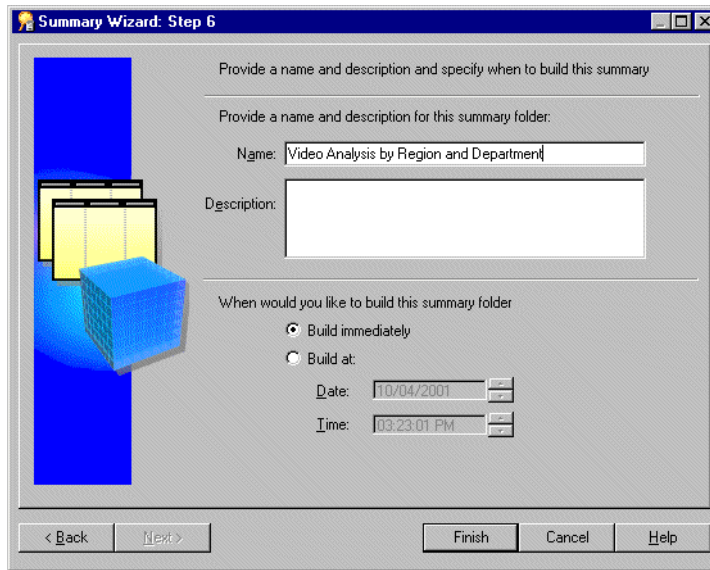 Summary Wizard: Step 6
Provide a name and description and specify when to build this summary
Provide a name and description for this summary folder:
Name: Video Analysis by Region and Department
Description:
When would you like to build this summary folder
Build immediately
Build at:
Date: 10/04/2001
Time: 03:23:01 PM
< Back Next > Finish Cancel Help